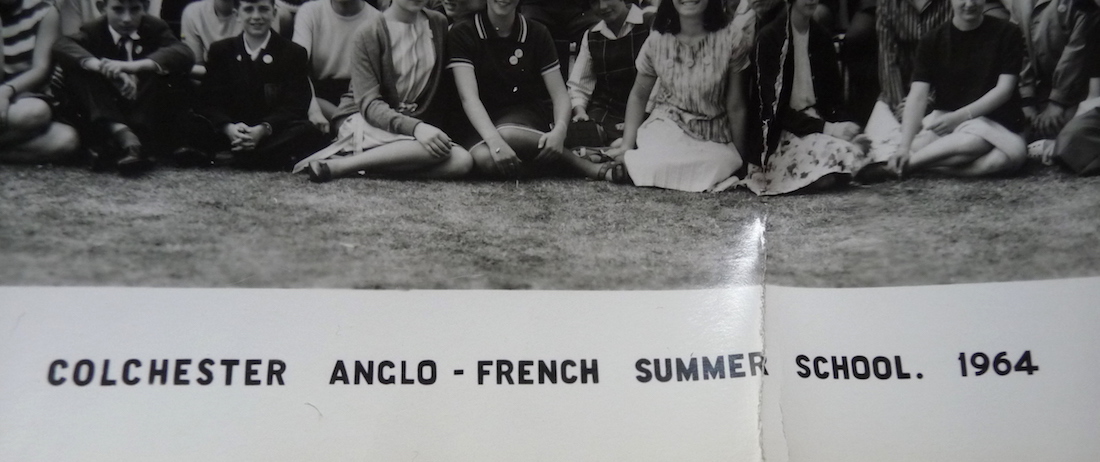 COLCHESTER ANGLO - FRENCH SUMMER SCHOOL. 1964